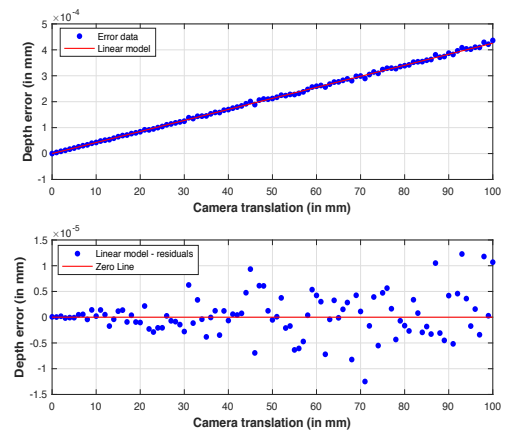 ×10⁻⁴
5
4
3
2
1
0
-1
Depth error (in mm)
Error data
Linear model
0 10 20 30 40 50 60 70 80 90 100
Camera translation (in mm)
×10⁻⁵
1.5
1
0.5
0
-0.5
-1
-1.5
Depth error (in mm)
Linear model - residuals
Zero Line
0 10 20 30 40 50 60 70 80 90 100
Camera translation (in mm)